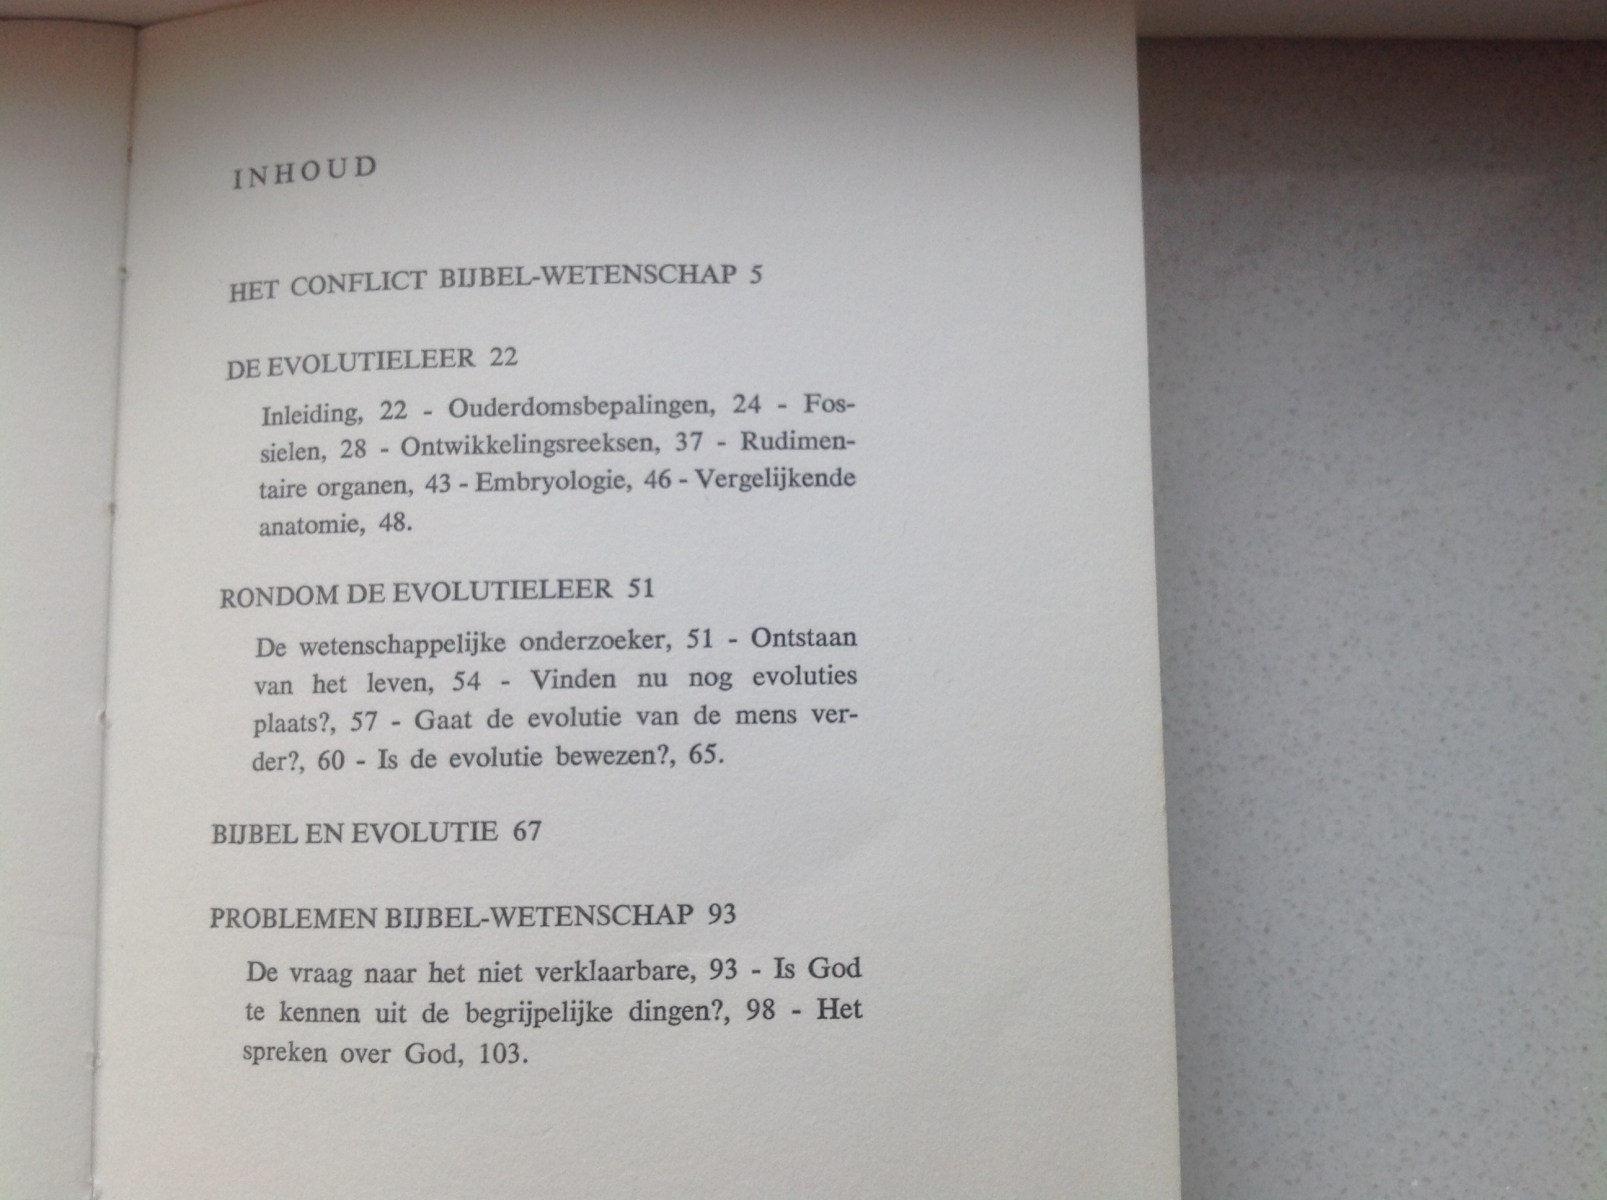 INHOUD
HET CONFLICT BIJBEL-WETENSCHAP 5
DE EVOLUTIELEER 22
Inleiding, 22 - Ouderdomsbepalingen, 24 - Fos-
sielen, 28 - Ontwikkelingsreeksen, 37 - Rudimen-
taire organen, 43 - Embryologie, 46 - Vergelijkende
anatomie, 48.
RONDOM DE EVOLUTIELEER 51
De wetenschappelijke onderzoeker, 51 - Ontstaan
van het leven, 54 - Vinden nu nog evoluties
plaats?, 57 - Gaat de evolutie van de mens ver-
der?, 60 - Is de evolutie bewezen?, 65.
BIJBEL EN EVOLUTIE 67
PROBLEMEN BIJBEL-WETENSCHAP 93
De vraag naar het niet verklaarbare, 93 - Is God
te kennen uit de begrijpelijke dingen?, 98 - Het
spreken over God, 103.